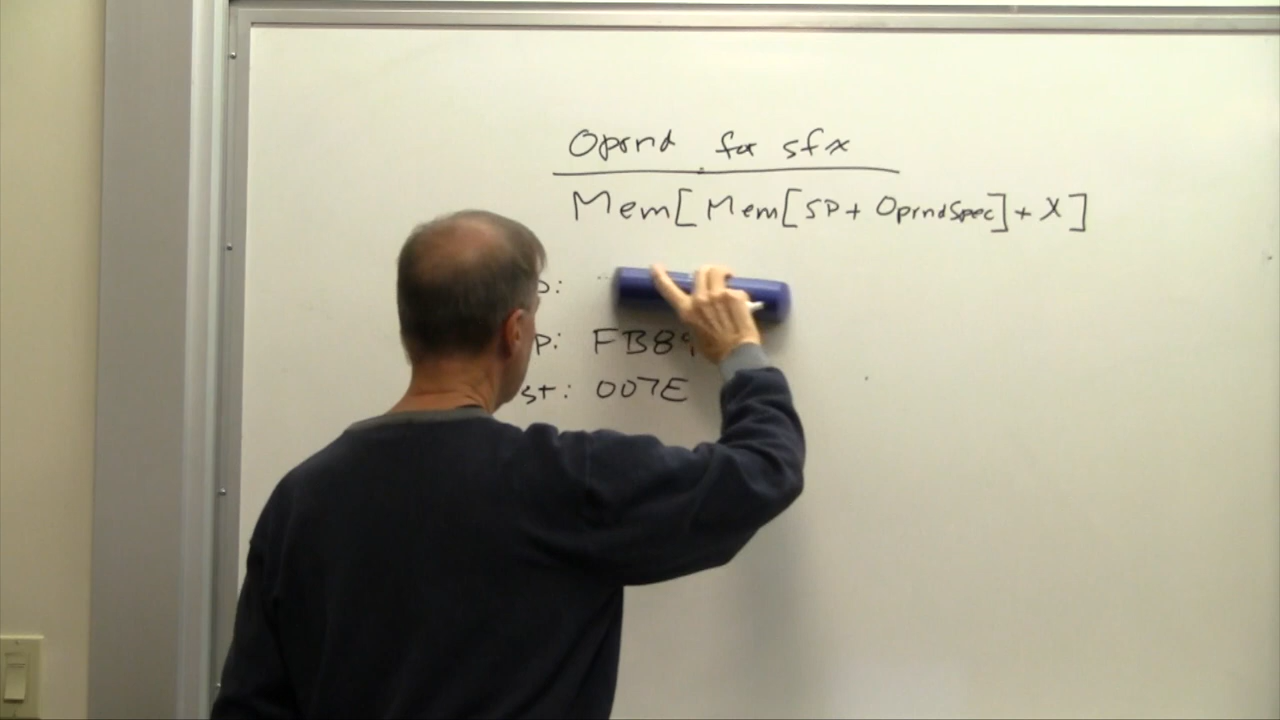 Oprnd for sfx
Mem[Mem[SP+ OprndSpec]+ X]
p: FB89
st: 007E